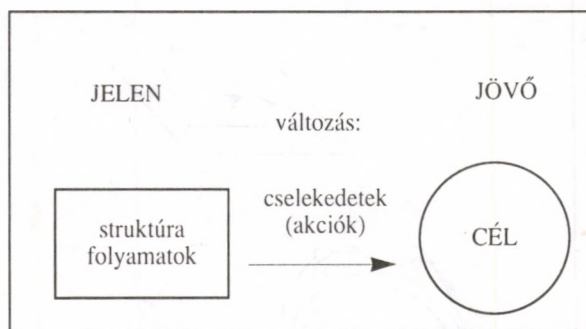 JELEN
JÖVŐ
változás:
struktúra
folyamatok
cselekedetek
(akciók)
CÉL